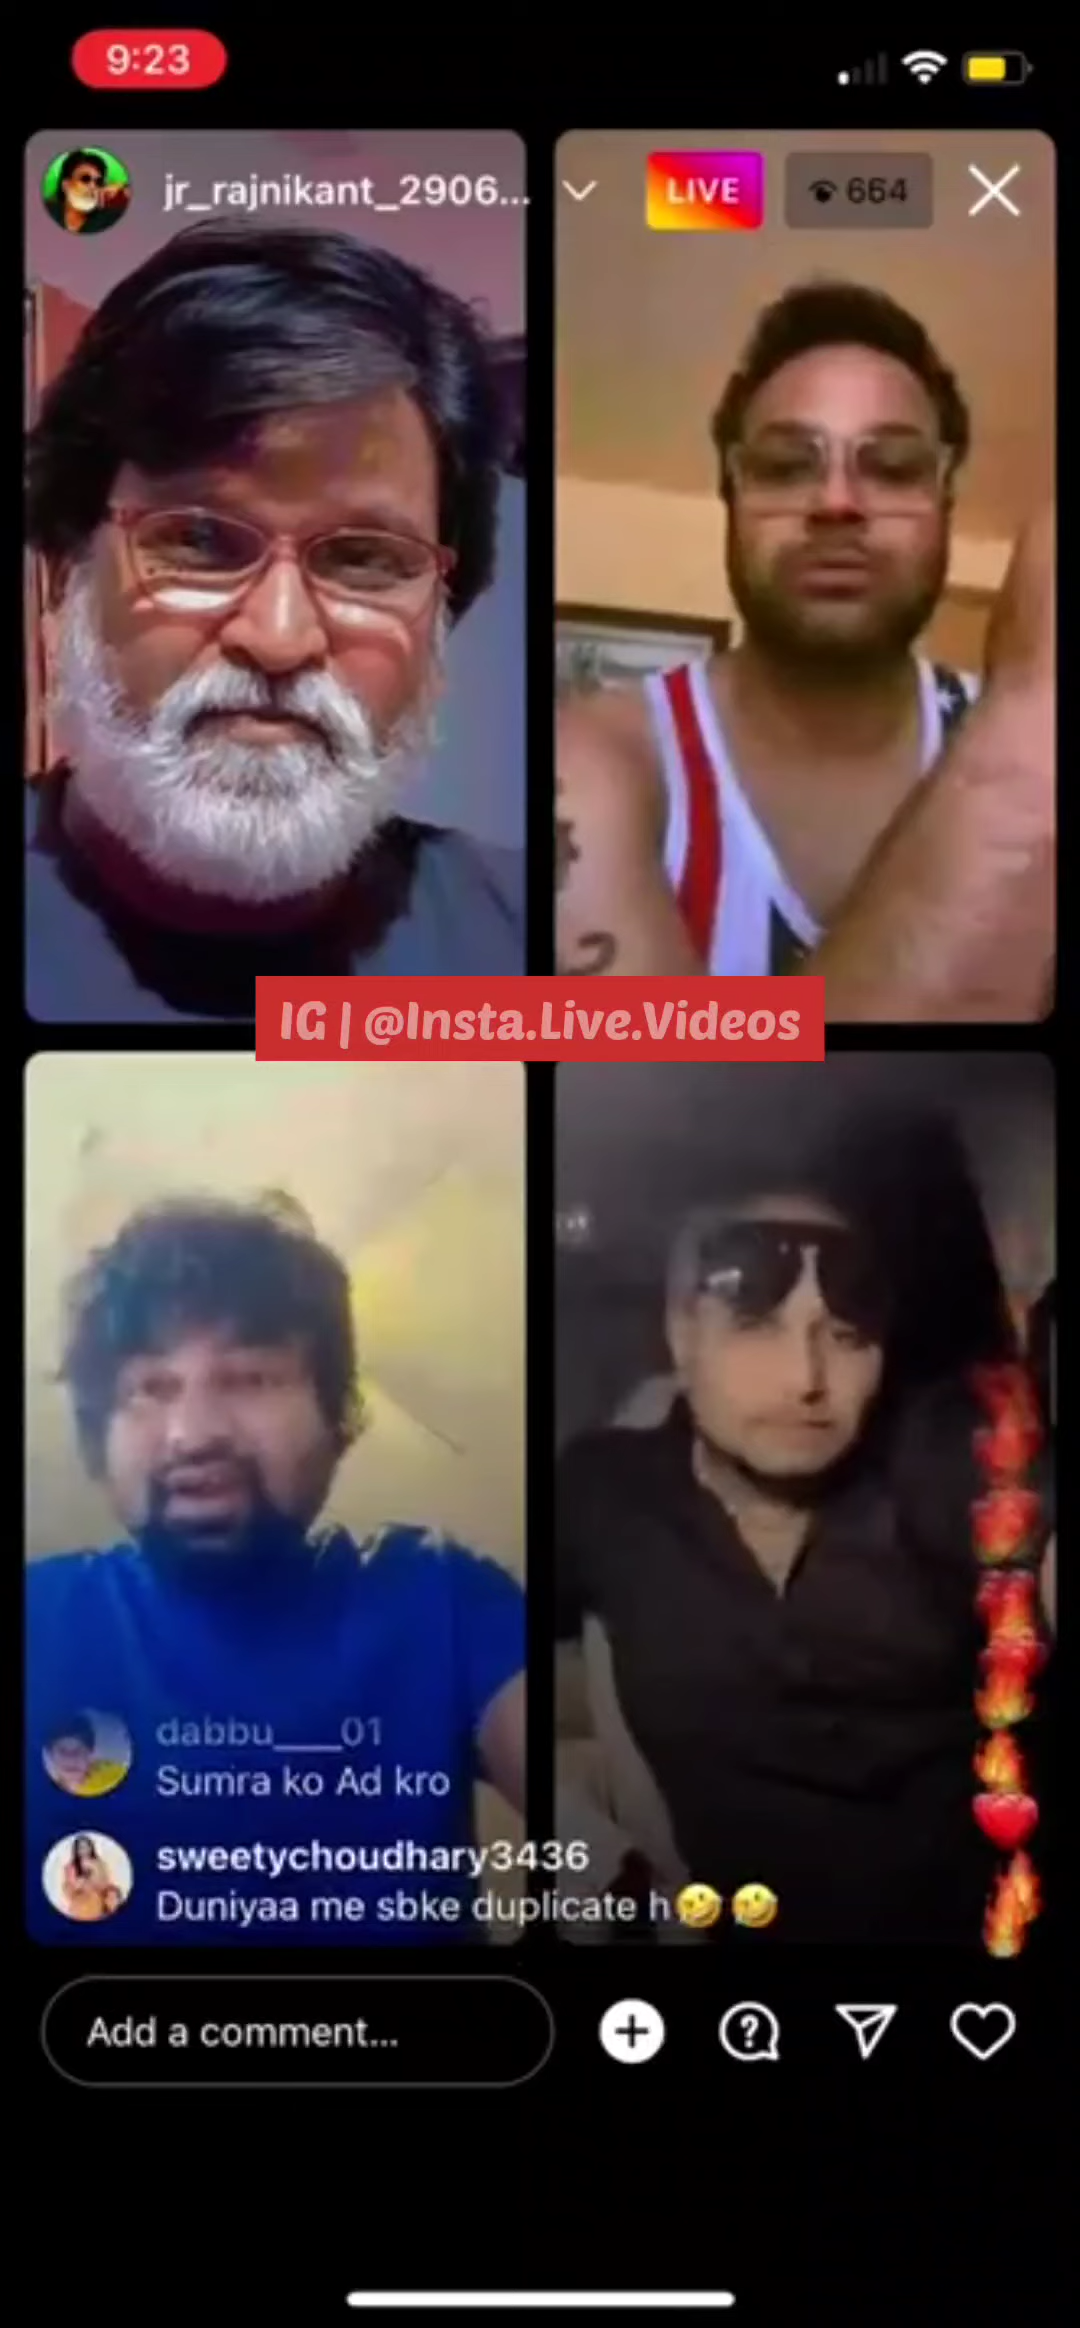 9:23
jr_rajnikant_2906...
LIVE
664
IG | @Insta.Live.Videos
dabbu___01
Sumra ko Ad kro
sweetychoudhary3436
Duniyaa me sbke duplicate h🤣🤣
Add a comment...